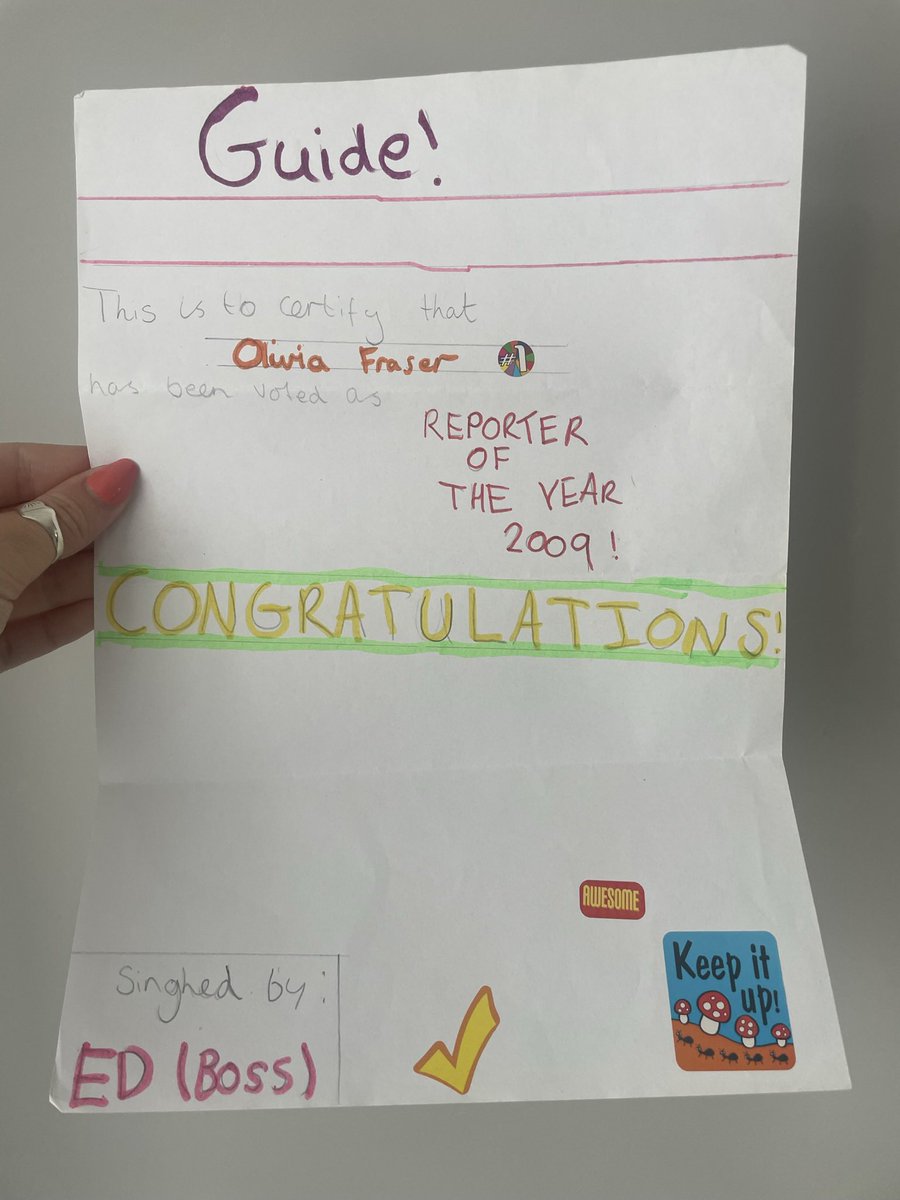 Guide!
This is to certify that
Olivia Fraser #1
has been voted as
REPORTER
OF
THE YEAR
2009!
CONGRATULATIONS!
AWESOME
Keep it
up!
Singhed by:
ED (BOSS)